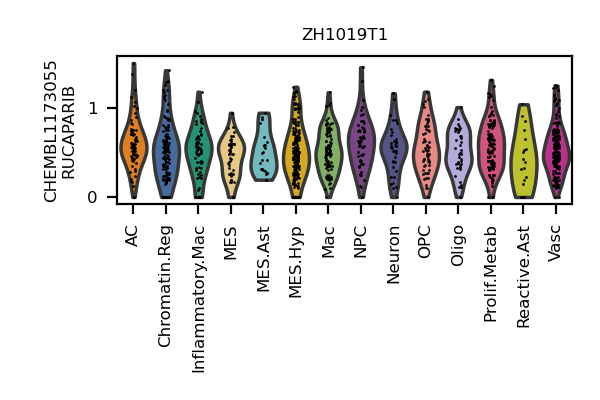 ZH1019T1
CHEMBL1173055
RUCAPARIB
1
0
AC
Chromatin.Reg
Inflammatory.Mac
MES
MES.Ast
MES.Hyp
Mac
NPC
Neuron
OPC
Oligo
Prolif.Metab
Reactive.Ast
Vasc